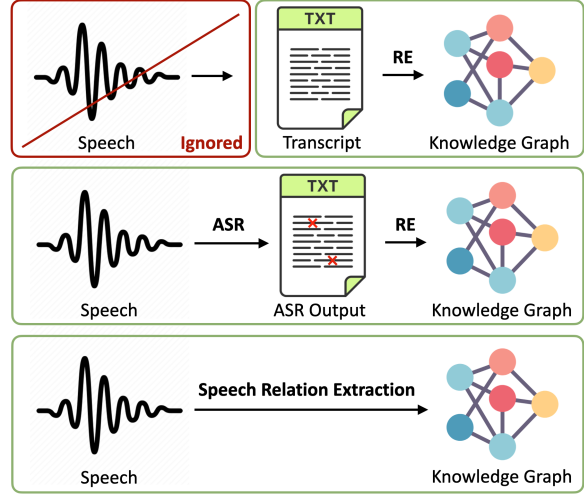 TXT
RE
Speech
Ignored
Transcript
Knowledge Graph
TXT
ASR
RE
Speech
ASR Output
Knowledge Graph
Speech Relation Extraction
Speech
Knowledge Graph